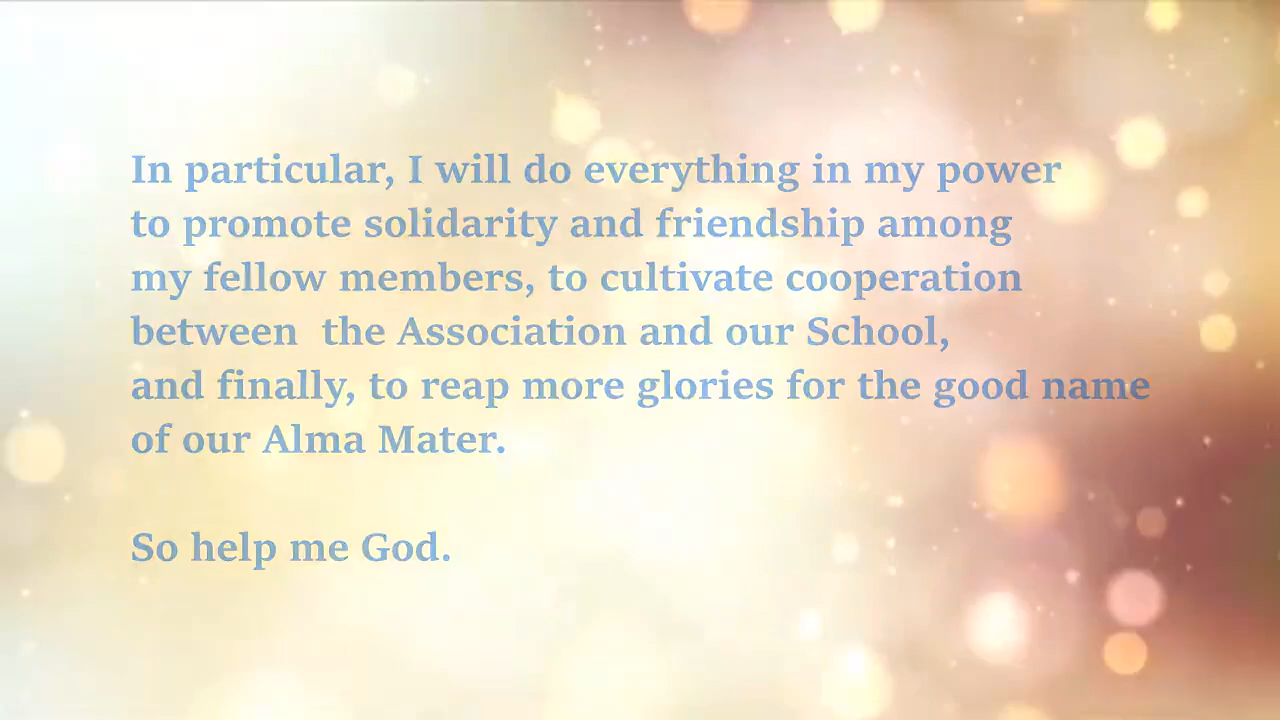 In particular, I will do everything in my power
to promote solidarity and friendship among
my fellow members, to cultivate cooperation
between  the Association and our School,
and finally, to reap more glories for the good name
of our Alma Mater.
So help me God.